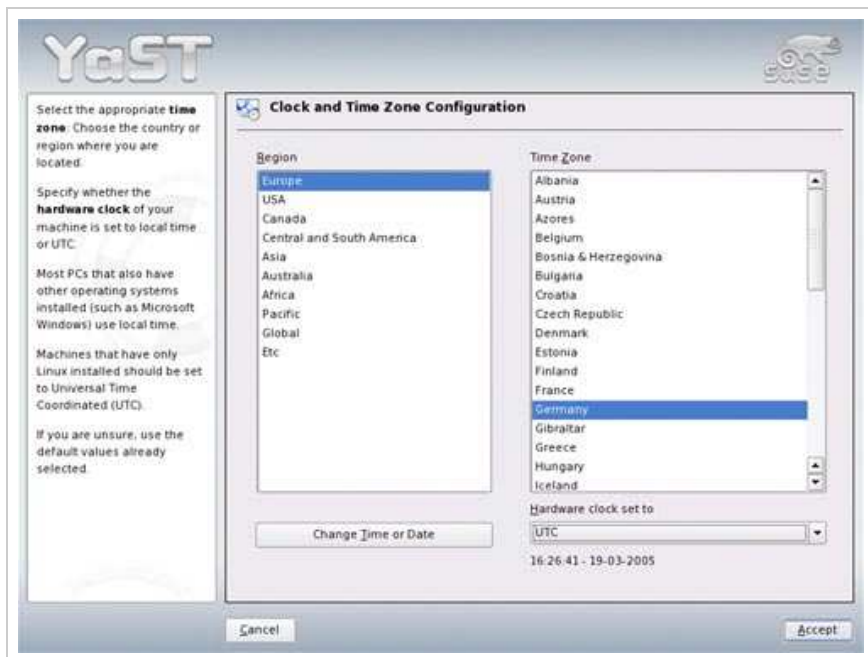 YaST
SUSE
Select the appropriate time
zone. Choose the country or
region where you are
located.
Specify whether the
hardware clock of your
machine is set to local time
or UTC.
Most PCs that also have
other operating systems
installed (such as Microsoft
Windows) use local time.
Machines that have only
Linux installed should be set
to Universal Time
Coordinated (UTC).
If you are unsure, use the
default values already
selected.
Clock and Time Zone Configuration
Region
Europe
USA
Canada
Central and South America
Asia
Australia
Africa
Pacific
Global
Etc
Change Time or Date
Time Zone
Albania
Austria
Azores
Belgium
Bosnia & Herzegovina
Bulgaria
Croatia
Czech Republic
Denmark
Estonia
Finland
France
Germany
Gibraltar
Greece
Hungary
Iceland
Hardware clock set to
UTC
16:26:41 - 19-03-2005
Cancel
Accept